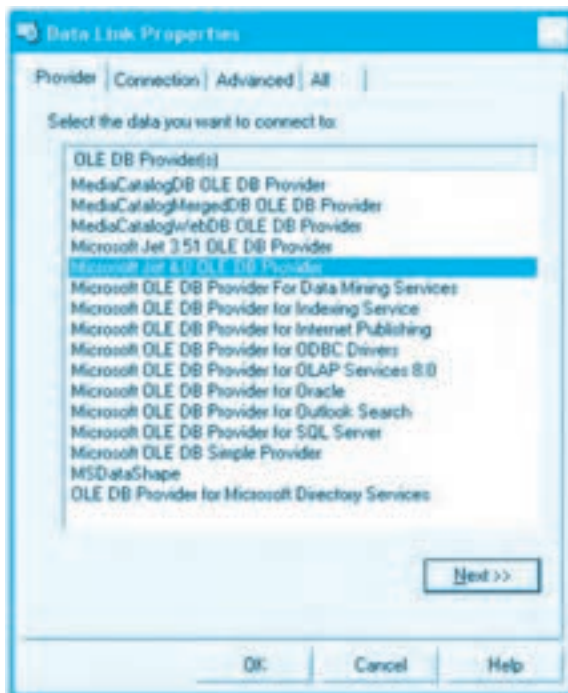 Data Link Properties
Provider Connection Advanced All
Select the data you want to connect to:
OLE DB Provider(s)
MediaCatalogDB OLE DB Provider
MediaCatalogMergedDB OLE DB Provider
MediaCatalogWebDB OLE DB Provider
Microsoft Jet 3.51 OLE DB Provider
Microsoft Jet 4.0 OLE DB Provider
Microsoft OLE DB Provider For Data Mining Services
Microsoft OLE DB Provider for Indexing Service
Microsoft OLE DB Provider for Internet Publishing
Microsoft OLE DB Provider for ODBC Drivers
Microsoft OLE DB Provider for OLAP Services 8.0
Microsoft OLE DB Provider for Oracle
Microsoft OLE DB Provider for Outlook Search
Microsoft OLE DB Provider for SQL Server
Microsoft OLE DB Simple Provider
MSDataShape
OLE DB Provider for Microsoft Directory Services
Next >>
OK Cancel Help